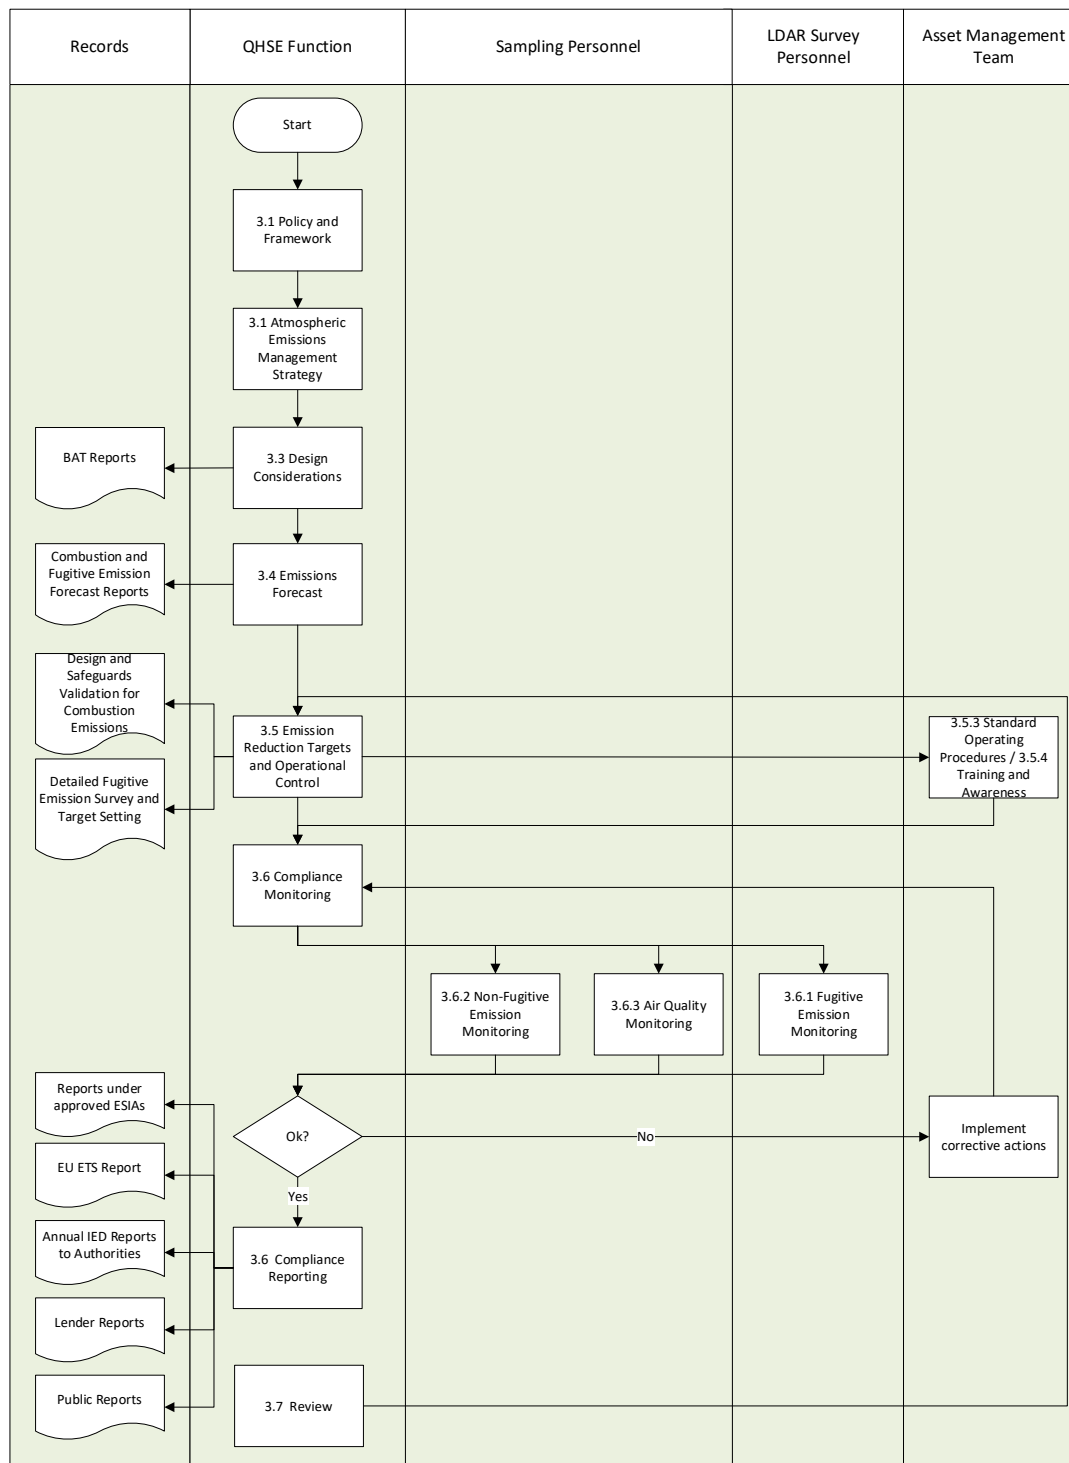 Records
QHSE Function
Sampling Personnel
LDAR Survey
Personnel
Asset Management
Team
Start
3.1 Policy and
Framework
3.1 Atmospheric
Emissions
Management
Strategy
BAT Reports
3.3 Design
Considerations
Combustion and
Fugitive Emission
Forecast Reports
3.4 Emissions
Forecast
Design and
Safeguards
Validation for
Combustion
Emissions
3.5 Emission
Reduction Targets
and Operational
Control
3.5.3 Standard
Operating
Procedures / 3.5.4
Training and
Awareness
Detailed Fugitive
Emission Survey and
Target Setting
3.6 Compliance
Monitoring
3.6.2 Non-Fugitive
Emission
Monitoring
3.6.3 Air Quality
Monitoring
3.6.1 Fugitive
Emission
Monitoring
Reports under
approved ESIAs
Ok?
No
Implement
corrective actions
EU ETS Report
Yes
Annual IED Reports
to Authorities
3.6 Compliance
Reporting
Lender Reports
Public Reports
3.7 Review